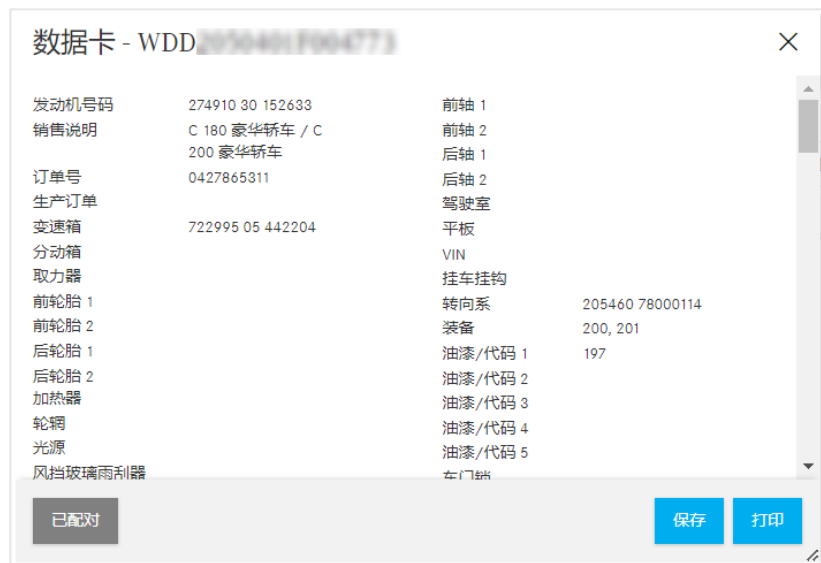 数据卡 - WDD
发动机号码 274910 30 152633
销售说明 C 180 豪华轿车 / C
200 豪华轿车
订单号 0427865311
生产订单
变速箱 722995 05 442204
分动箱
取力器
前轮胎 1
前轮胎 2
后轮胎 1
后轮胎 2
加热器
轮辋
光源
风挡玻璃雨刮器
前轴 1
前轴 2
后轴 1
后轴 2
驾驶室
平板
VIN
挂车挂钩
转向系 205460 78000114
装备 200, 201
油漆/代码 1 197
油漆/代码 2
油漆/代码 3
油漆/代码 4
油漆/代码 5
车门锁
已配对
保存
打印